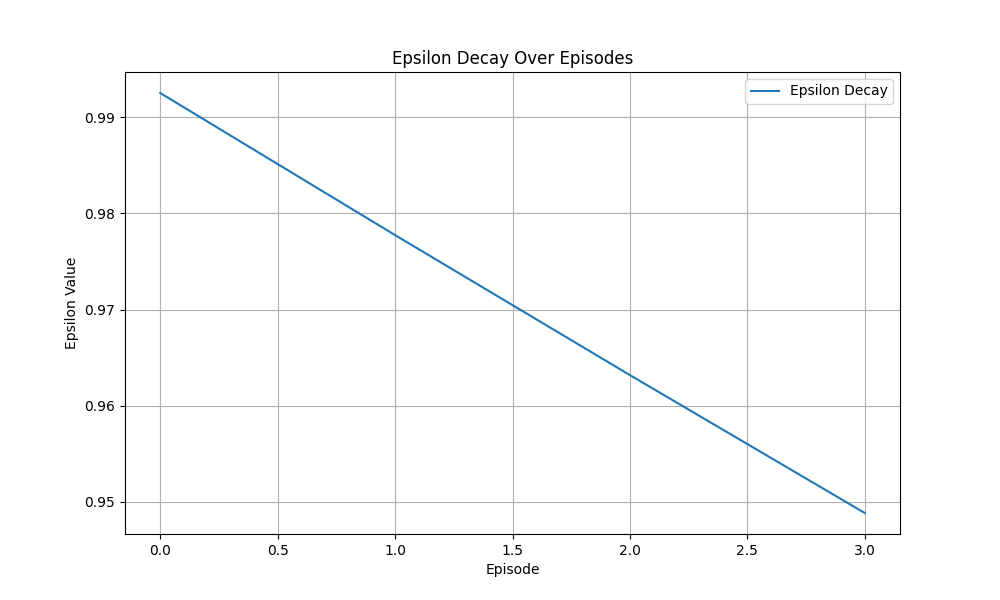 Epsilon Decay Over Episodes
Epsilon Decay
0.99
0.98
0.97
0.96
0.95
Epsilon Value
0.0 0.5 1.0 1.5 2.0 2.5 3.0
Episode